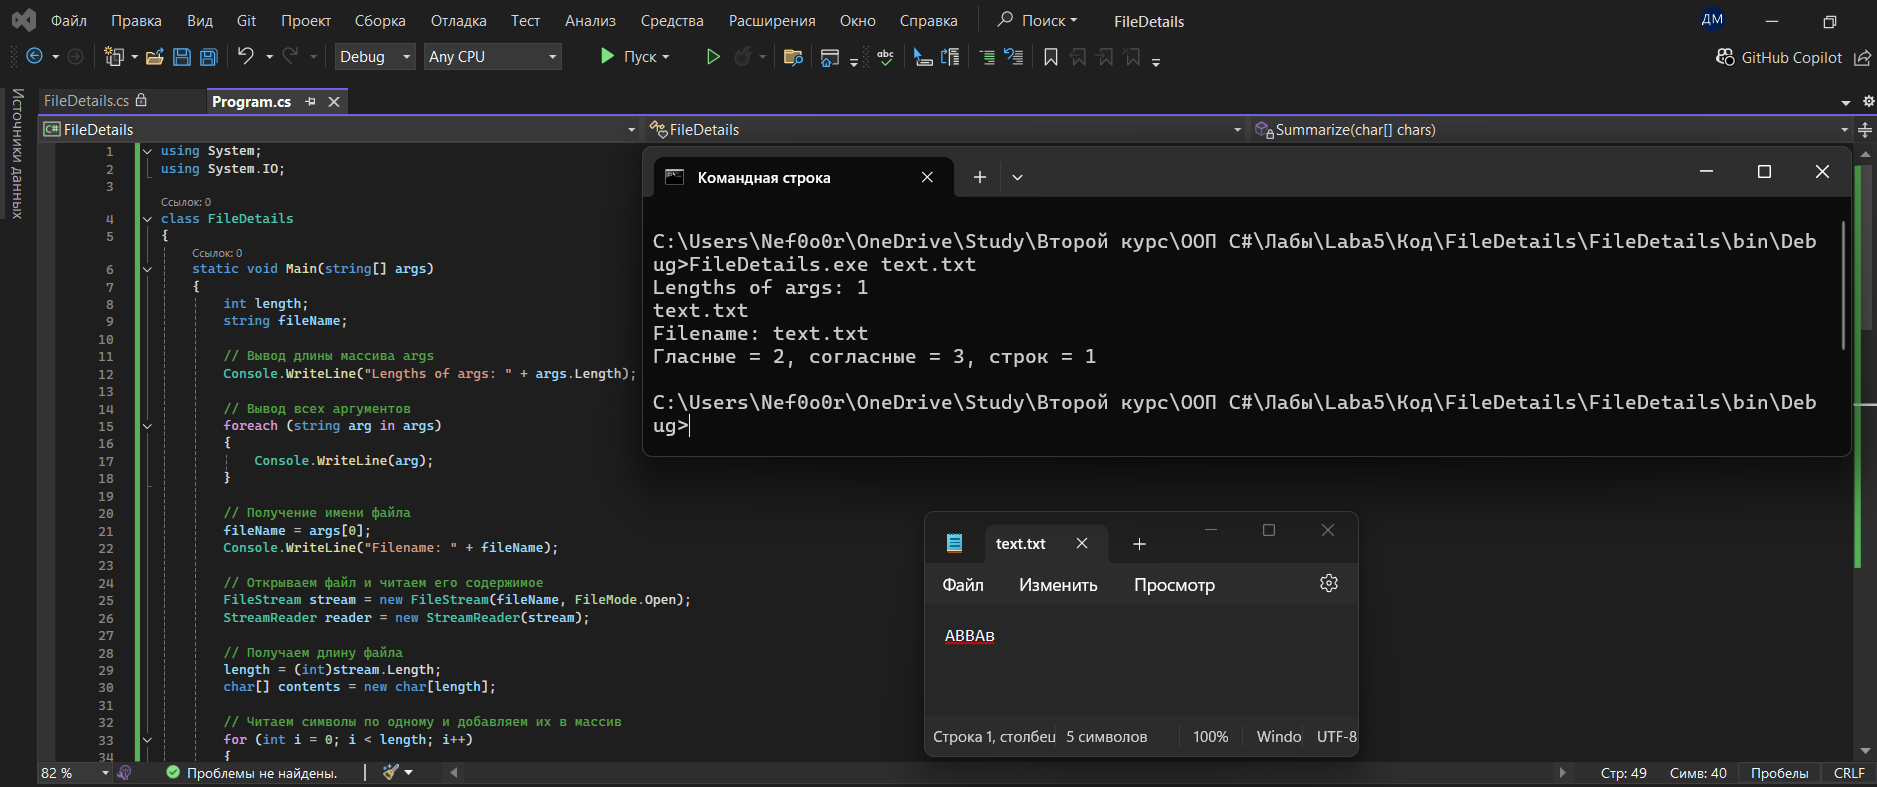 Файл Правка Вид Git Проект Сборка Отладка Тест Анализ Средства Расширения Окно Справка Поиск FileDetails ДМ
Debug Any CPU Пуск abc GitHub Copilot
Источники данных
FileDetails.cs Program.cs
C# FileDetails FileDetails Summarize(char[] chars)
1 using System;
2 using System.IO;
3
Ссылок: 0
4 class FileDetails
5 {
Ссылок: 0
6 static void Main(string[] args)
7 {
8 int length;
9 string fileName;
10
11 // Вывод длины массива args
12 Console.WriteLine("Lengths of args: " + args.Length);
13
14 // Вывод всех аргументов
15 foreach (string arg in args)
16 {
17 Console.WriteLine(arg);
18 }
19
20 // Получение имени файла
21 fileName = args[0];
22 Console.WriteLine("Filename: " + fileName);
23
24 // Открываем файл и читаем его содержимое
25 FileStream stream = new FileStream(fileName, FileMode.Open);
26 StreamReader reader = new StreamReader(stream);
27
28 // Получаем длину файла
29 length = (int)stream.Length;
30 char[] contents = new char[length];
31
32 // Читаем символы по одному и добавляем их в массив
33 for (int i = 0; i < length; i++)
34 {
Командная строка
C:\Users\Nef0o0r\OneDrive\Study\Второй курс\ООП C#\Лабы\Laba5\Код\FileDetails\FileDetails\bin\Deb
ug>FileDetails.exe text.txt
Lengths of args: 1
text.txt
Filename: text.txt
Гласные = 2, согласные = 3, строк = 1
C:\Users\Nef0o0r\OneDrive\Study\Второй курс\ООП C#\Лабы\Laba5\Код\FileDetails\FileDetails\bin\Deb
ug>
text.txt
Файл Изменить Просмотр
АВВАв
Строка 1, столбец 5 символов 100% Windo UTF-8
82 % Проблемы не найдены. Стр: 49 Симв: 40 Пробелы CRLF